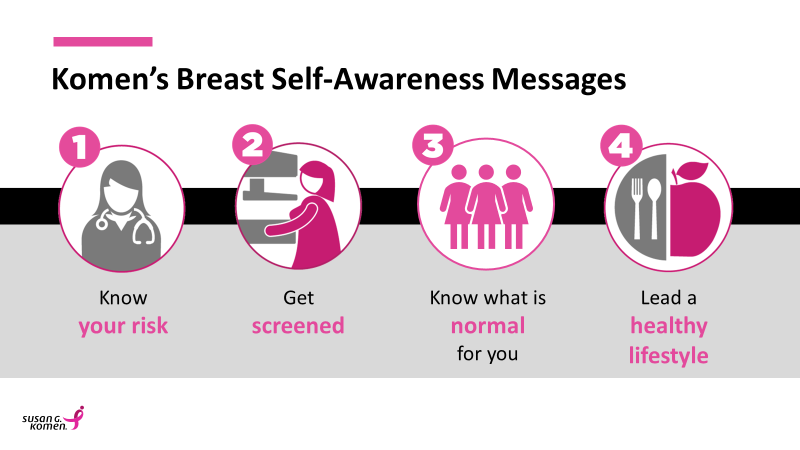 Komen’s Breast Self-Awareness Messages
1
2
3
4
Know
your risk
Get
screened
Know what is
normal
for you
Lead a
healthy
lifestyle
susan g.
komen.